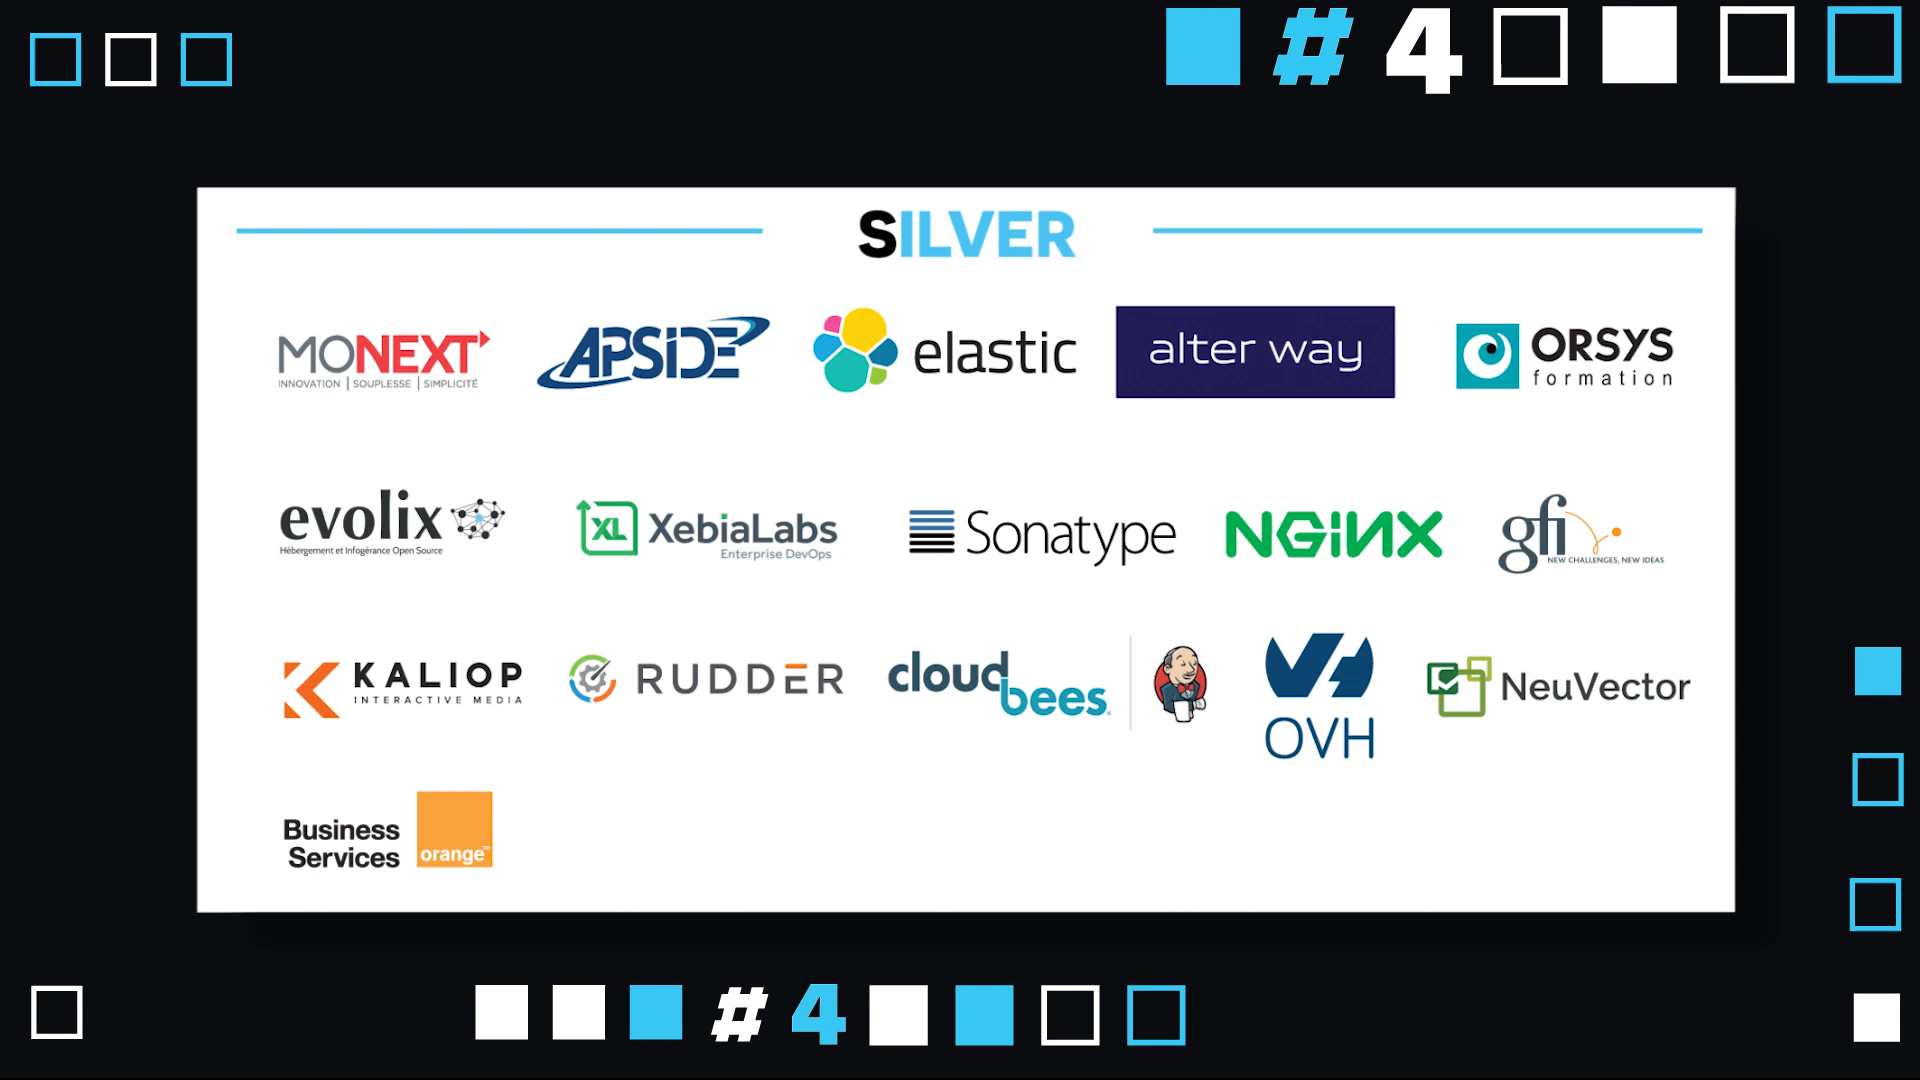 #4
SILVER
MONEXT
INNOVATION | SOUPLESSE | SIMPLICITÉ
APSIDE
elastic
alter way
ORSYS
formation
evolix
Hébergement et Infogérance Open Source
XL XebiaLabs
Enterprise DevOps
Sonatype
NGINX
gfi
NEW CHALLENGES, NEW IDEAS
KALIOP
INTERACTIVE MEDIA
RUDDER
cloudbees
OVH
NeuVector
Business
Services
orange™
#4